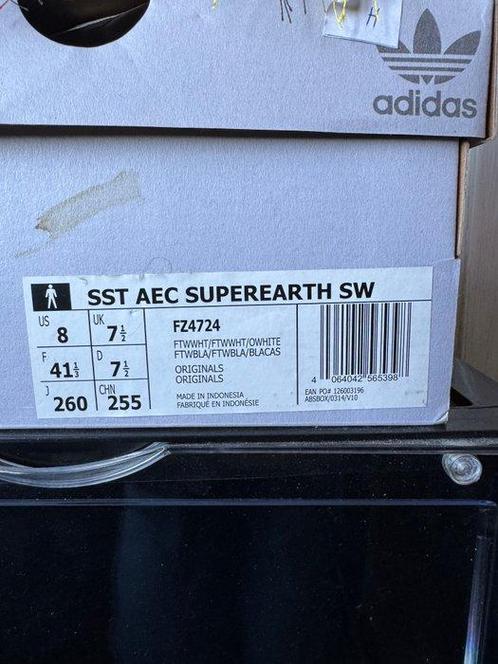 H
adidas
SST AEC SUPEREARTH SW
US 8 UK 7½
F 41⅓ D 7½
J 260 CHN 255
FZ4724
FTWWHT/FTWWHT/OWHITE
FTWBLA/FTWBLA/BLACAS
ORIGINALS
ORIGINALS
MADE IN INDONESIA
FABRIQUÉ EN INDONÉSIE
4 064042 565398
EAN PO# 126003196
ABSBOX/0314/V10